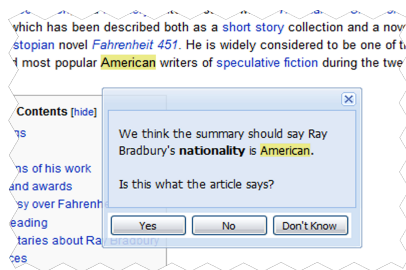 which has been described both as a short story collection and a nov
stopian novel Fahrenheit 451. He is widely considered to be one of t
most popular American writers of speculative fiction during the twe
Contents [hide]
ns of his work
and awards
sy over Fahrenhe
eading
taries about Ray Bradbury
ces
We think the summary should say Ray
Bradbury's nationality is American.
Is this what the article says?
Yes No Don't Know